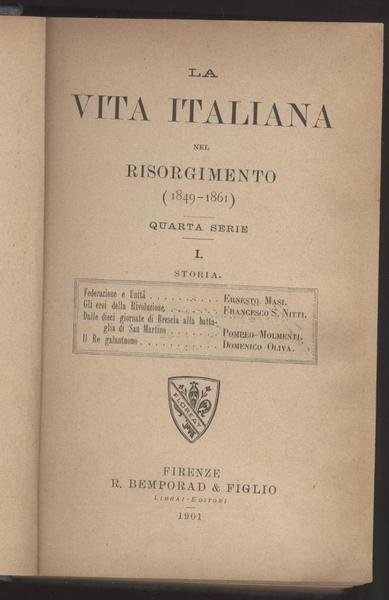 LA
VITA ITALIANA
NEL
RISORGIMENTO
(1849-1861)
QUARTA SERIE
I.
STORIA.
Federazione e Unità . . . . . . . . . . ERNESTO MASI.
Gli eroi della Rivoluzione. . . . . . . . FRANCESCO S. NITTI.
Dalle dieci giornate di Brescia alla batta-
glia di San Martino . . . . . . . . POMPEO MOLMENTI.
Il Re galantuomo . . . . . . . . . . . DOMENICO OLIVA.
FLOREAT
FIRENZE
R. BEMPORAD & FIGLIO
LIBRAI-EDITORI
1901